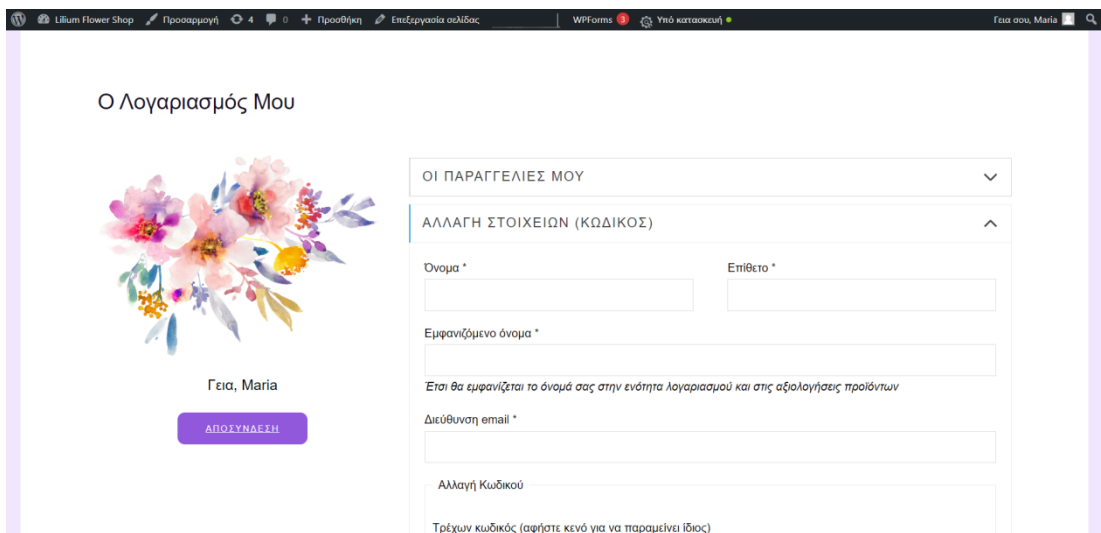 Lilium Flower Shop Προσαρμογή 4 0 Προσθήκη Επεξεργασία σελίδας WPForms 3 Υπό κατασκευή Γεια σου, Maria
Ο Λογαριασμός Μου
ΟΙ ΠΑΡΑΓΓΕΛΙΕΣ ΜΟΥ
ΑΛΛΑΓΗ ΣΤΟΙΧΕΙΩΝ (ΚΩΔΙΚΟΣ)
Όνομα * Επίθετο *
Εμφανιζόμενο όνομα *
Έτσι θα εμφανίζεται το όνομά σας στην ενότητα λογαριασμού και στις αξιολογήσεις προϊόντων
Γεια, Maria
ΑΠΟΣΥΝΔΕΣΗ
Διεύθυνση email *
Αλλαγή Κωδικού
Τρέχων κωδικός (αφήστε κενό για να παραμείνει ίδιος)